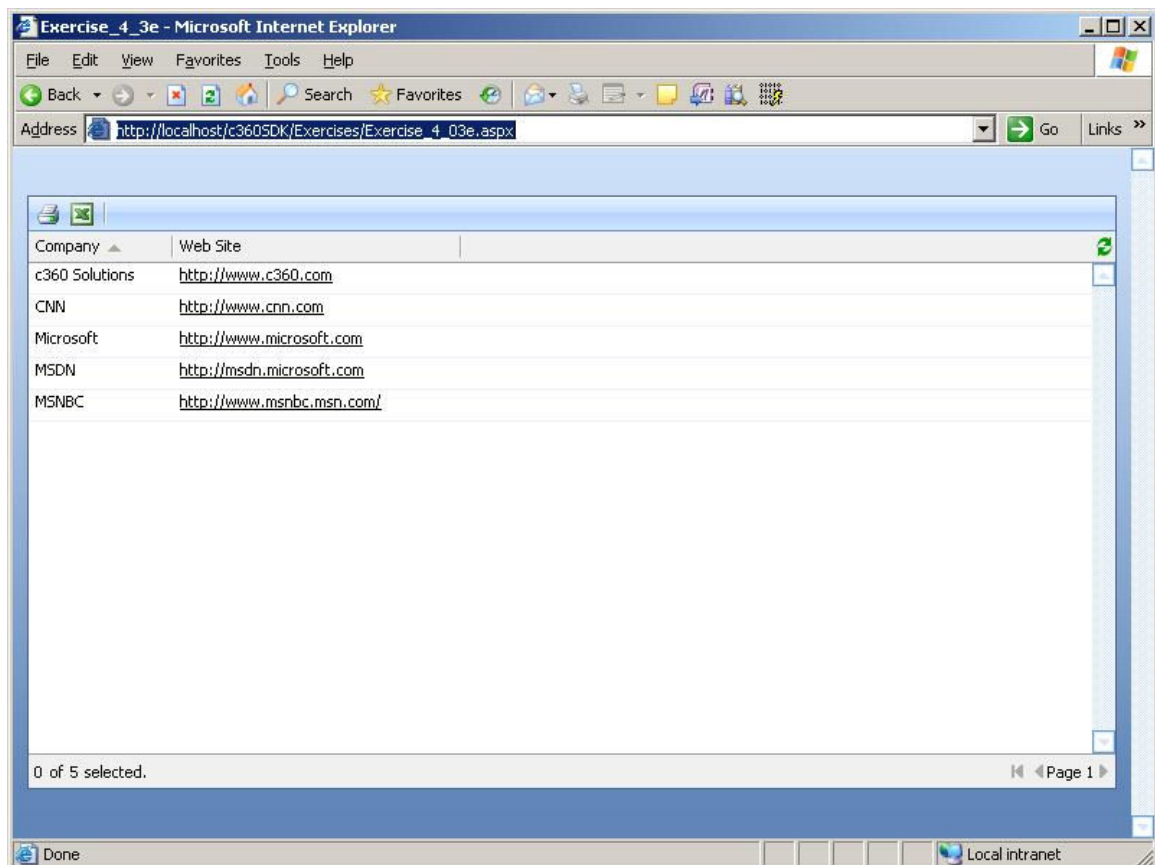 Exercise_4_3e - Microsoft Internet Explorer
File Edit View Favorites Tools Help
Back Search Favorites
Address http://localhost/c360SDK/Exercises/Exercise_4_03e.aspx Go Links »
Company Web Site
c360 Solutions http://www.c360.com
CNN http://www.cnn.com
Microsoft http://www.microsoft.com
MSDN http://msdn.microsoft.com
MSNBC http://www.msnbc.msn.com/
0 of 5 selected. Page 1
Done Local intranet